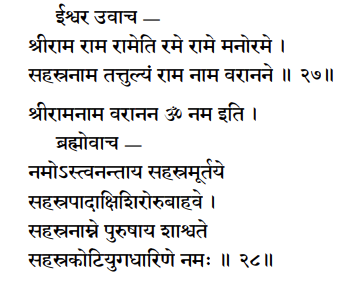 ईश्वर उवाच —
श्रीराम राम रामेति रमे रामे मनोरमे ।
सहस्रनाम तत्तुल्यं राम नाम वरानने ॥ २७॥
श्रीरामनाम वरानन ॐ नम इति ।
ब्रह्मोवाच —
नमोऽस्त्वनन्ताय सहस्रमूर्तये
सहस्रपादाक्षिशिरोरुबाहवे ।
सहस्रनाम्ने पुरुषाय शाश्वते
सहस्रकोटियुगधारिणे नमः ॥ २८॥